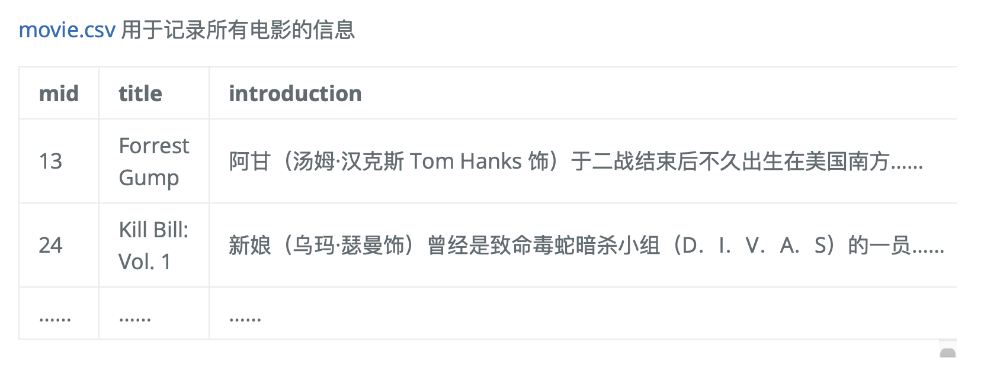 movie.csv 用于记录所有电影的信息
mid title introduction
Forrest
13 阿甘（汤姆·汉克斯 Tom Hanks 饰）于二战结束后不久出生在美国南方……
Gump
Kill Bill:
24 新娘（乌玛·瑟曼饰）曾经是致命毒蛇暗杀小组（D．I．V．A．S）的一员……
Vol. 1
…… …… ……